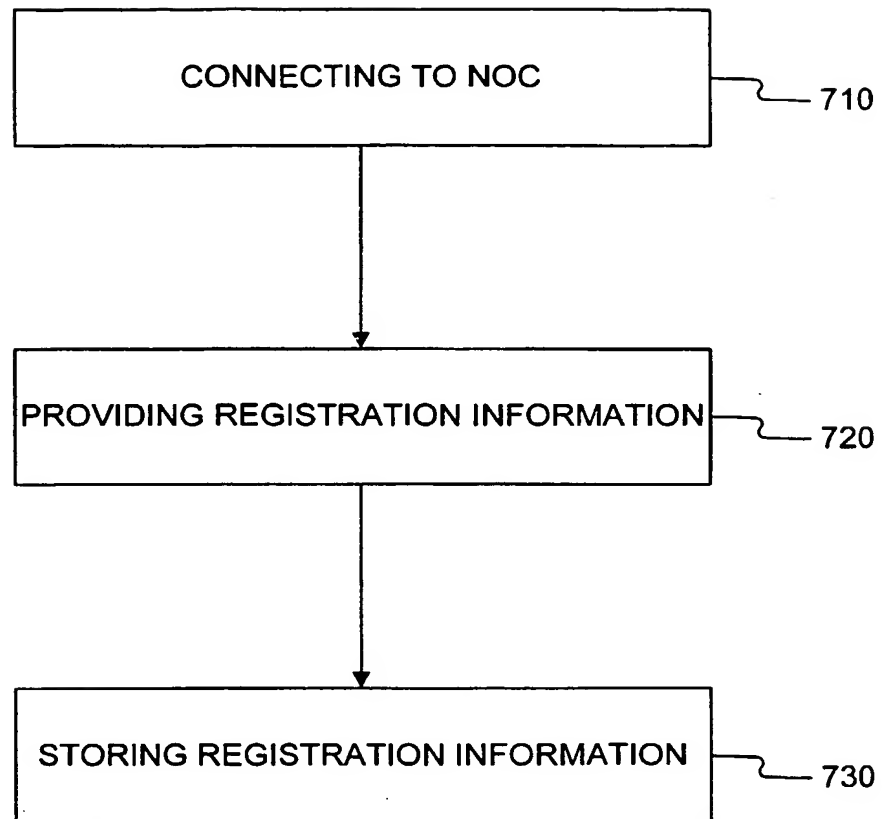 CONNECTING TO NOC
710
PROVIDING REGISTRATION INFORMATION
720
STORING REGISTRATION INFORMATION
730